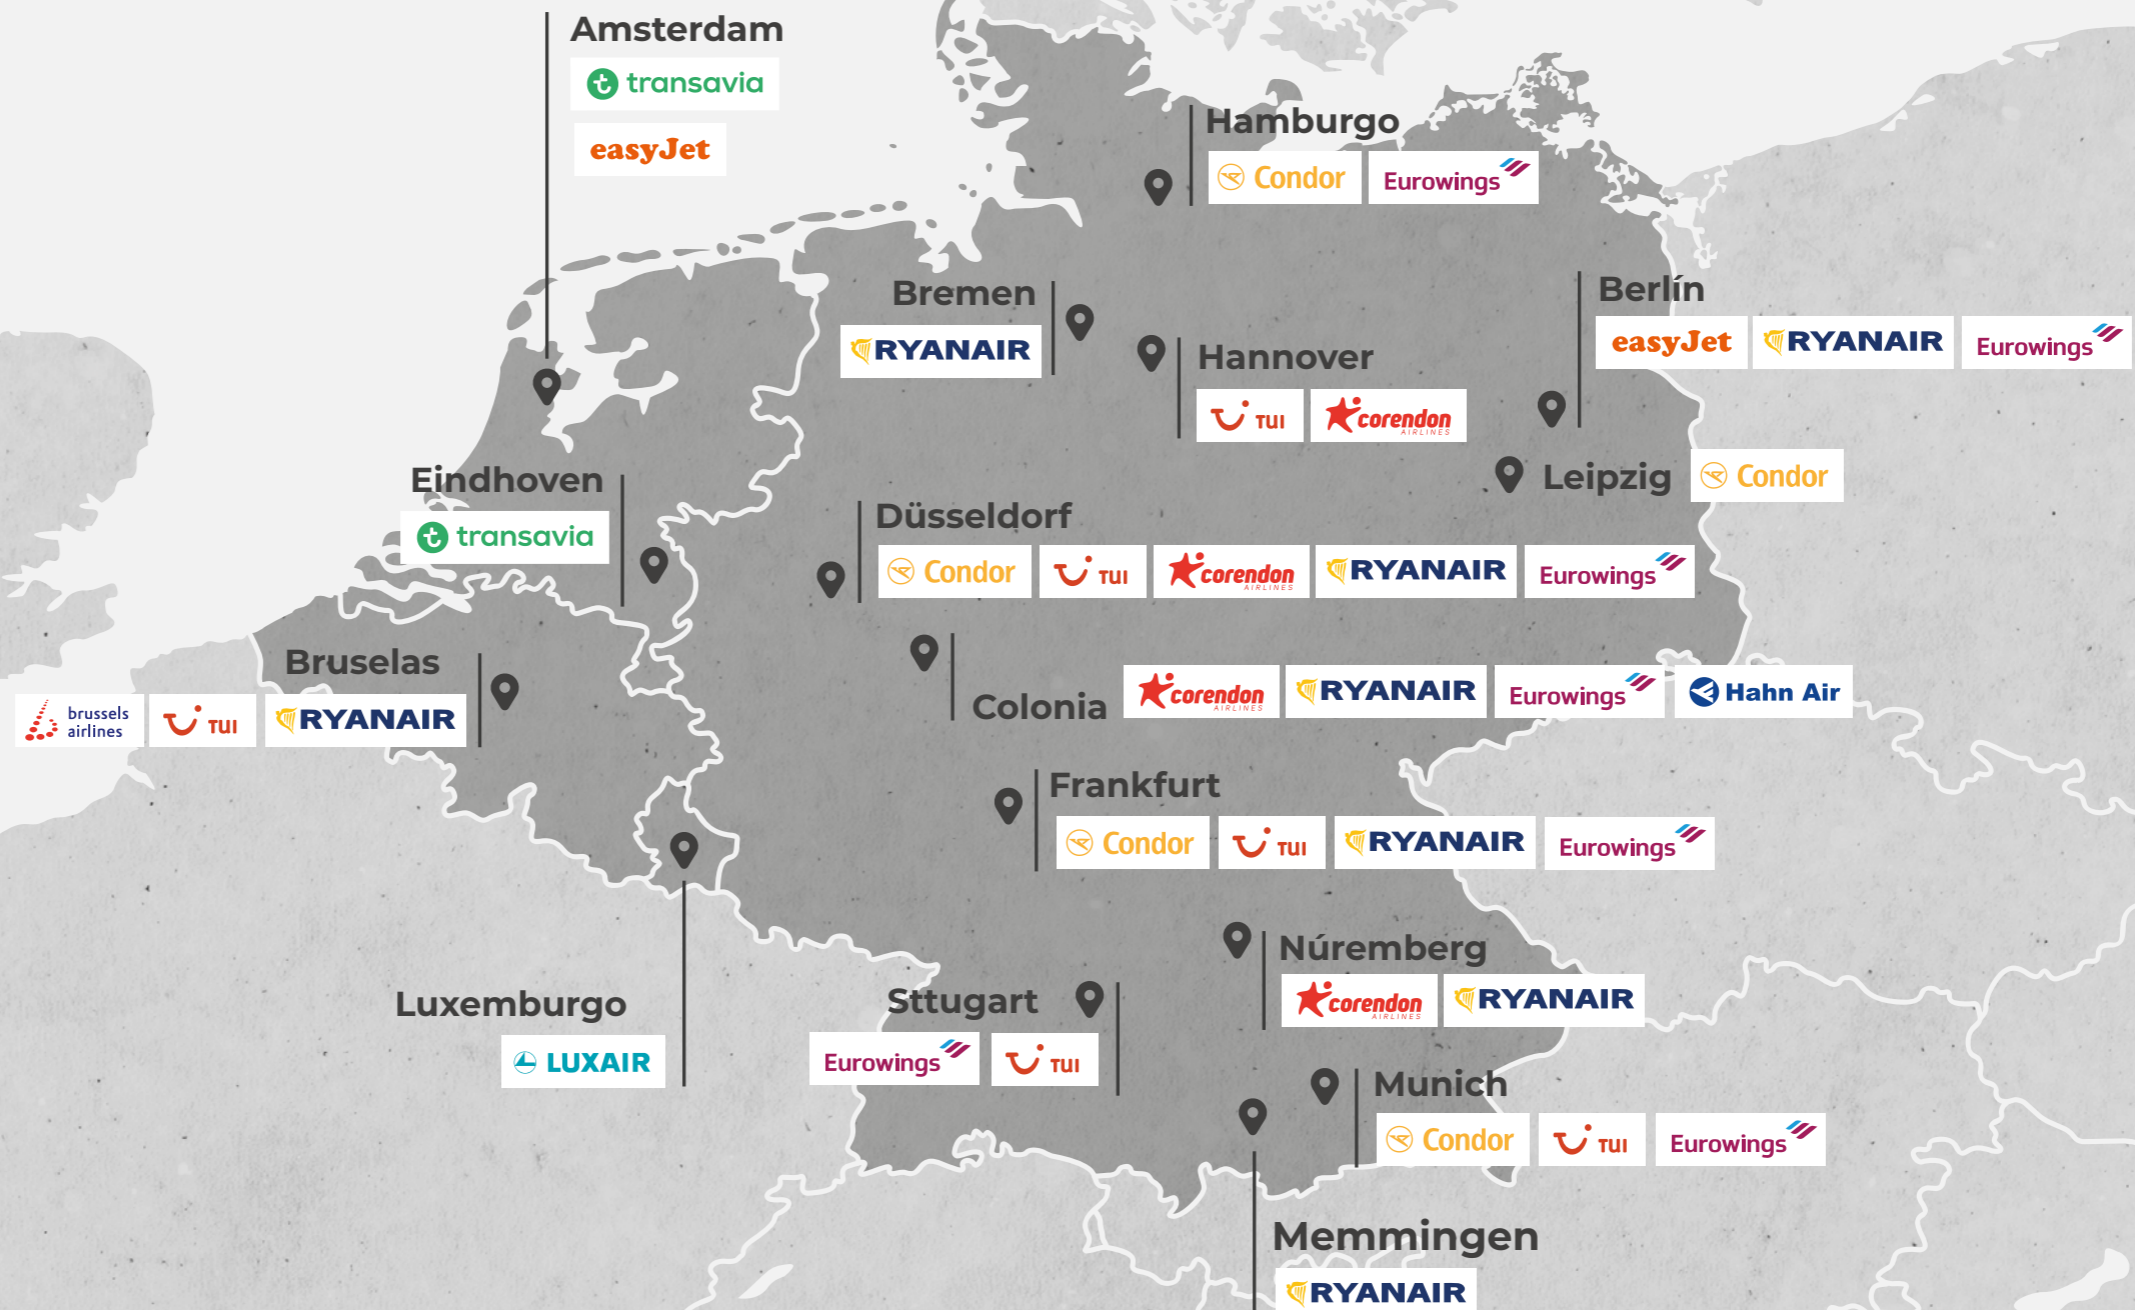 Amsterdam
transavia
easyJet
Hamburgo
Condor Eurowings
Bremen
RYANAIR
Hannover
TUI corendon AIRLINES
Berlín
easyJet RYANAIR Eurowings
Leipzig Condor
Eindhoven
transavia
Düsseldorf
Condor TUI corendon AIRLINES RYANAIR Eurowings
Bruselas
brussels airlines TUI RYANAIR
Colonia corendon AIRLINES RYANAIR Eurowings Hahn Air
Frankfurt
Condor TUI RYANAIR Eurowings
Núremberg
corendon AIRLINES RYANAIR
Luxemburgo
LUXAIR
Sttugart
Eurowings TUI
Munich
Condor TUI Eurowings
Memmingen
RYANAIR